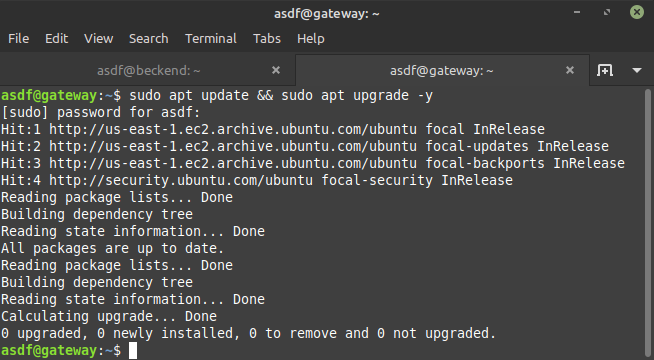 asdf@gateway: ~
File Edit View Search Terminal Tabs Help
asdf@beckend: ~ asdf@gateway: ~
asdf@gateway:~$ sudo apt update && sudo apt upgrade -y
[sudo] password for asdf:
Hit:1 http://us-east-1.ec2.archive.ubuntu.com/ubuntu focal InRelease
Hit:2 http://us-east-1.ec2.archive.ubuntu.com/ubuntu focal-updates InRelease
Hit:3 http://us-east-1.ec2.archive.ubuntu.com/ubuntu focal-backports InRelease
Hit:4 http://security.ubuntu.com/ubuntu focal-security InRelease
Reading package lists... Done
Building dependency tree
Reading state information... Done
All packages are up to date.
Reading package lists... Done
Building dependency tree
Reading state information... Done
Calculating upgrade... Done
0 upgraded, 0 newly installed, 0 to remove and 0 not upgraded.
asdf@gateway:~$